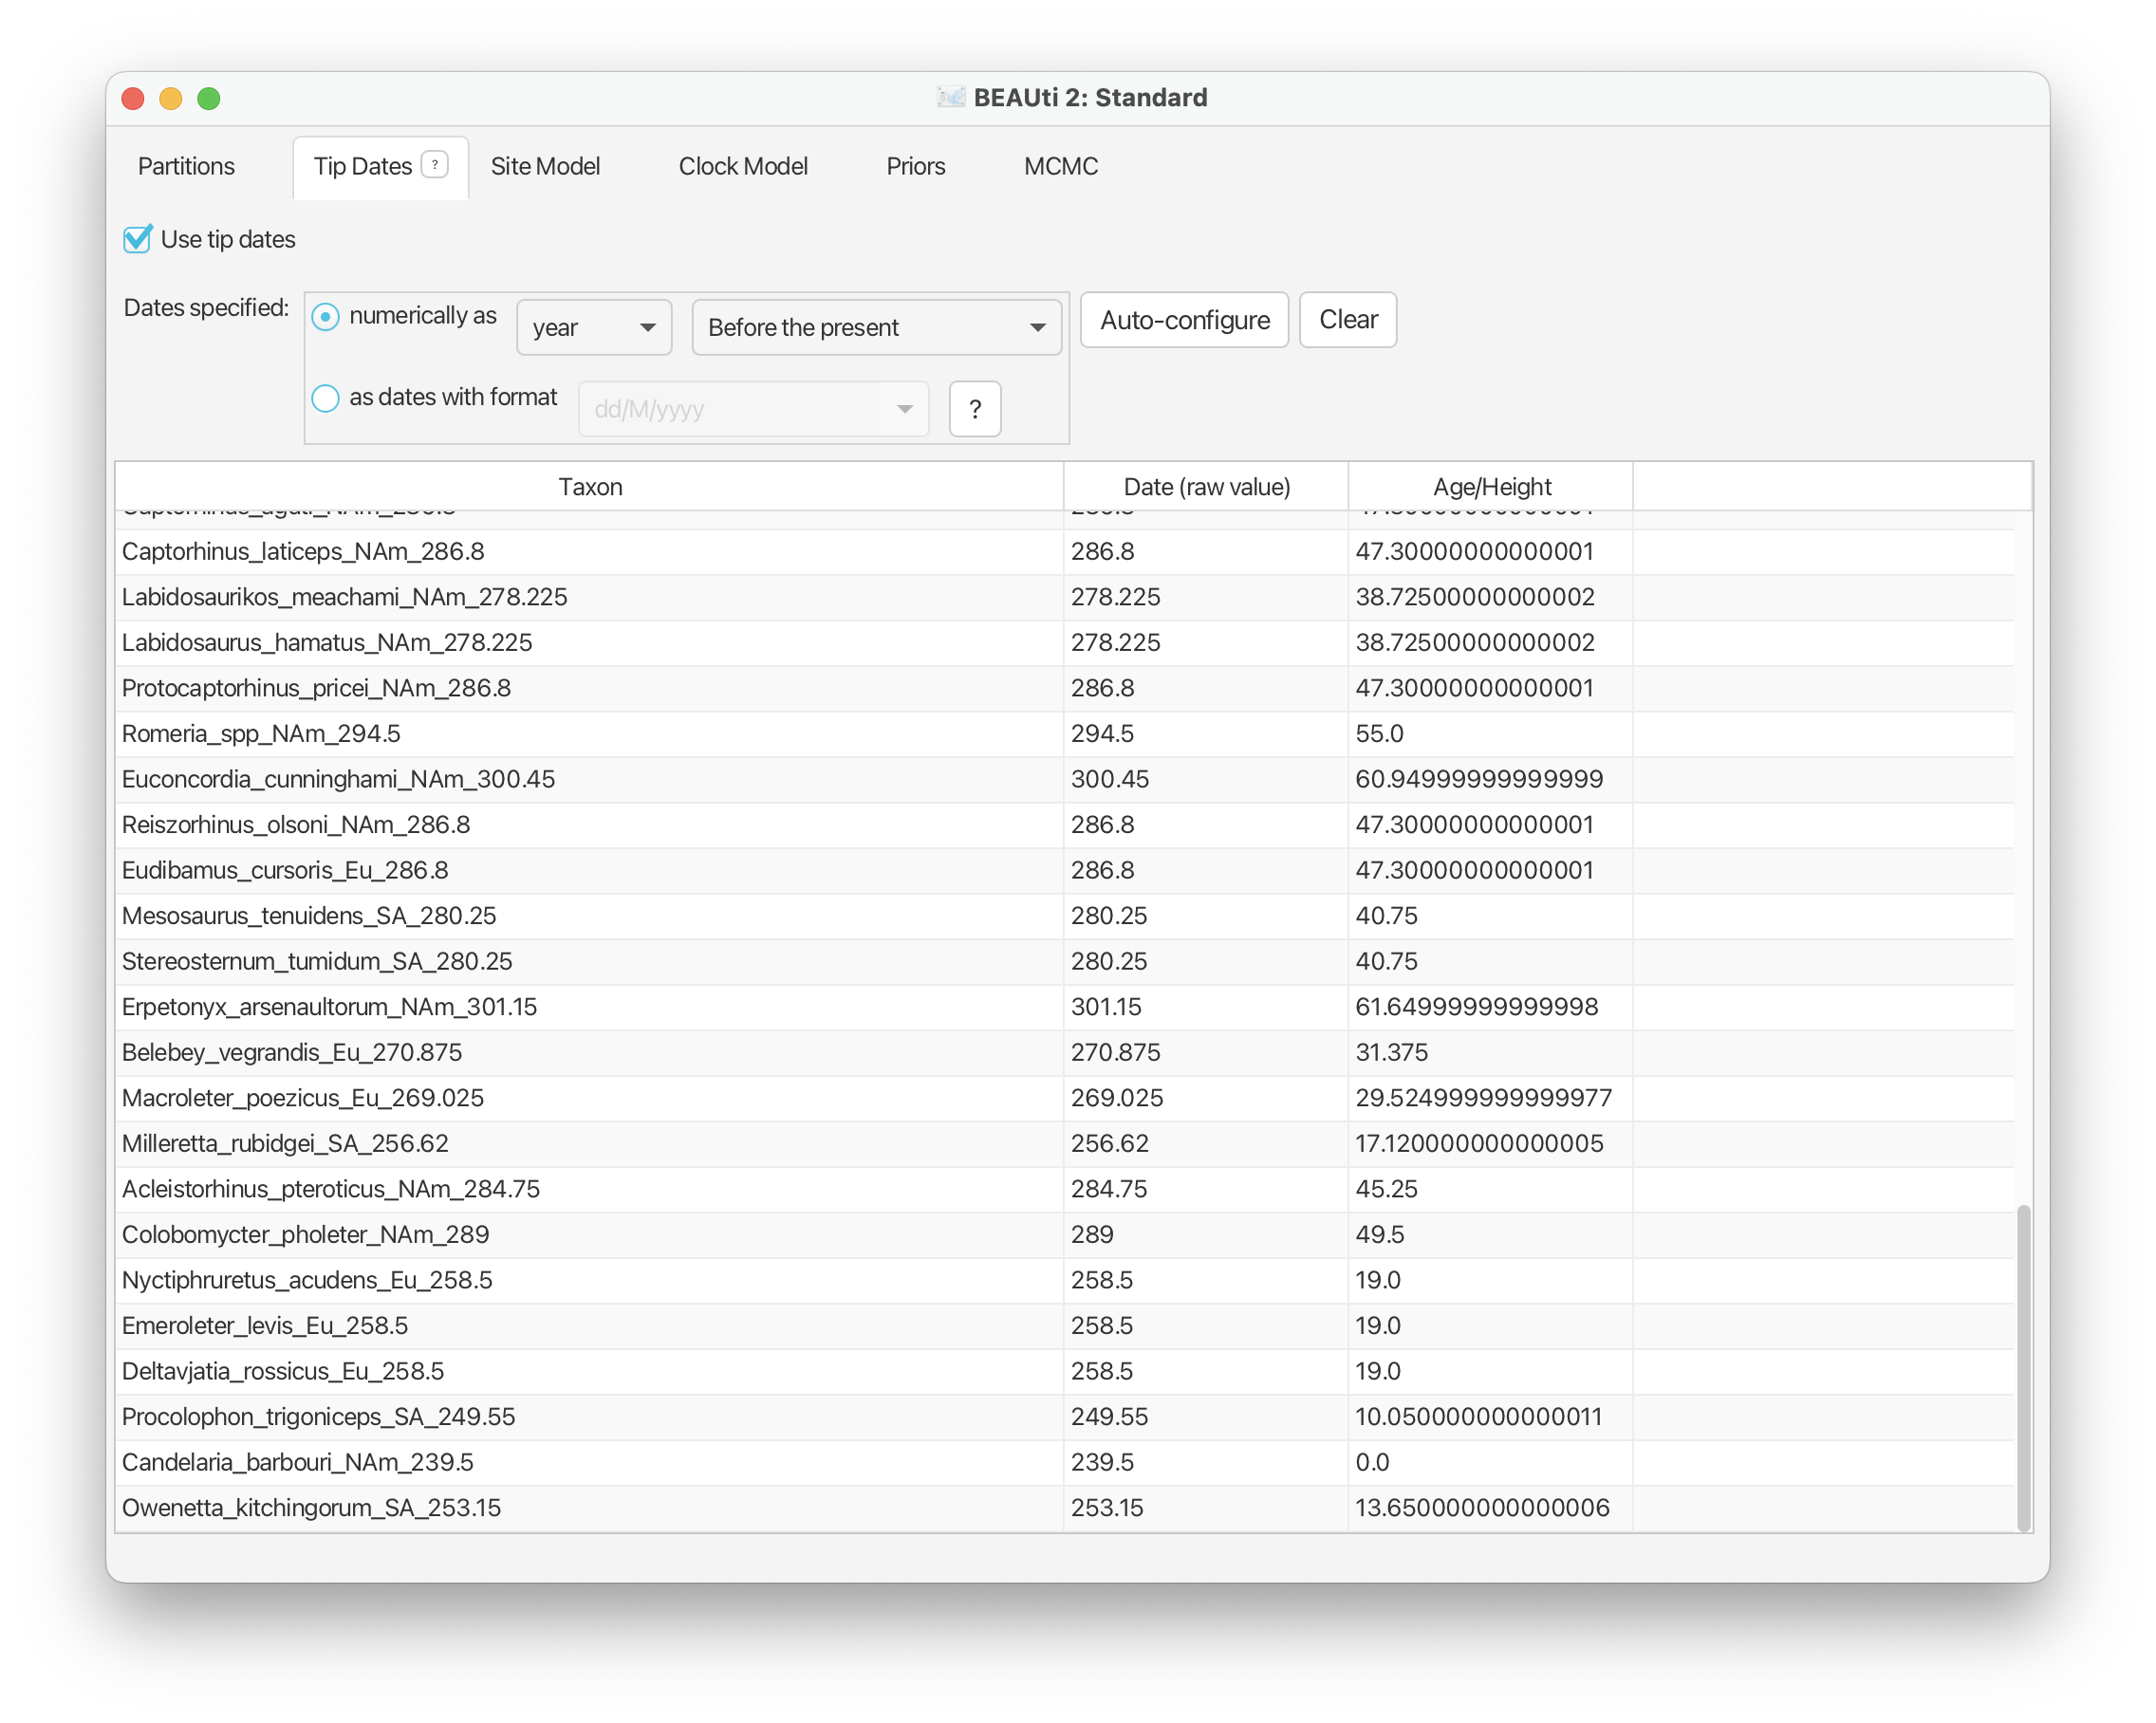 BEAUti 2: Standard
Partitions Tip Dates ? Site Model Clock Model Priors MCMC
Use tip dates
Dates specified: numerically as year Before the present Auto-configure Clear
as dates with format dd/M/yyyy ?
Taxon Date (raw value) Age/Height
Captorhinus_laticeps_NAm_286.8 286.8 47.30000000000001
Labidosaurikos_meachami_NAm_278.225 278.225 38.72500000000002
Labidosaurus_hamatus_NAm_278.225 278.225 38.72500000000002
Protocaptorhinus_pricei_NAm_286.8 286.8 47.30000000000001
Romeria_spp_NAm_294.5 294.5 55.0
Euconcordia_cunninghami_NAm_300.45 300.45 60.94999999999999
Reiszorhinus_olsoni_NAm_286.8 286.8 47.30000000000001
Eudibamus_cursoris_Eu_286.8 286.8 47.30000000000001
Mesosaurus_tenuidens_SA_280.25 280.25 40.75
Stereosternum_tumidum_SA_280.25 280.25 40.75
Erpetonyx_arsenaultorum_NAm_301.15 301.15 61.64999999999998
Belebey_vegrandis_Eu_270.875 270.875 31.375
Macroleter_poezicus_Eu_269.025 269.025 29.524999999999977
Milleretta_rubidgei_SA_256.62 256.62 17.120000000000005
Acleistorhinus_pteroticus_NAm_284.75 284.75 45.25
Colobomycter_pholeter_NAm_289 289 49.5
Nyctiphruretus_acudens_Eu_258.5 258.5 19.0
Emeroleter_levis_Eu_258.5 258.5 19.0
Deltavjatia_rossicus_Eu_258.5 258.5 19.0
Procolophon_trigoniceps_SA_249.55 249.55 10.050000000000011
Candelaria_barbouri_NAm_239.5 239.5 0.0
Owenetta_kitchingorum_SA_253.15 253.15 13.650000000000006